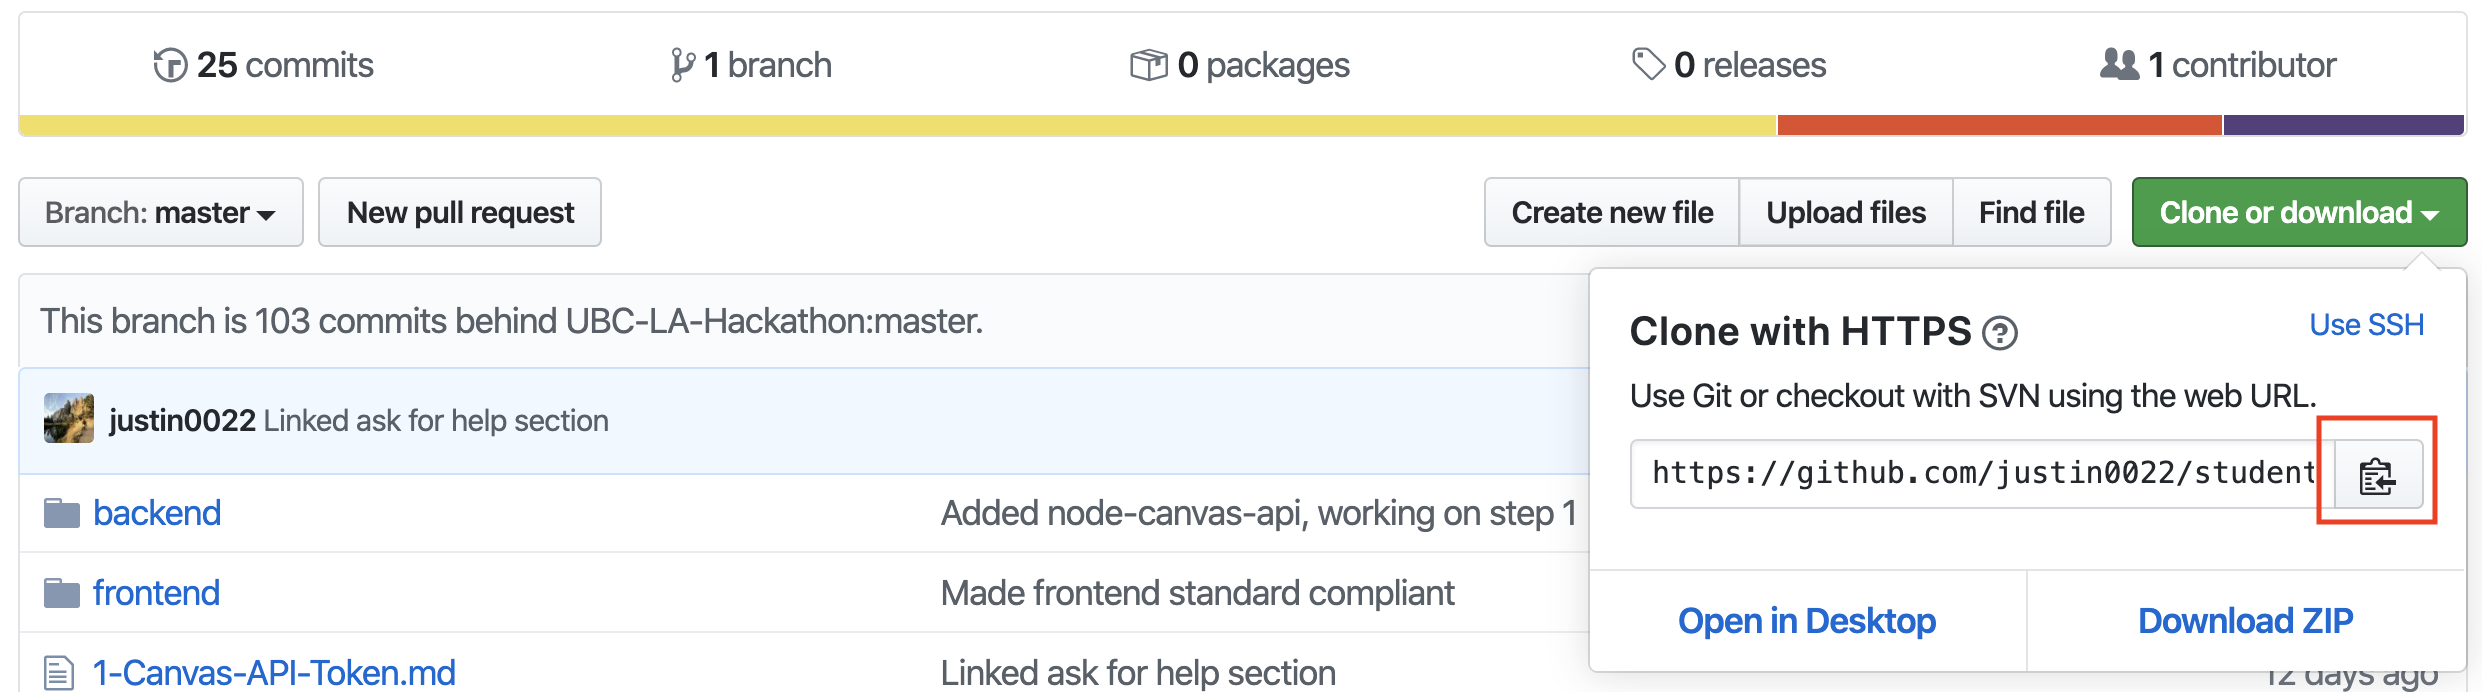 25 commits 1 branch 0 packages 0 releases 1 contributor
Branch: master New pull request Create new file Upload files Find file Clone or download
This branch is 103 commits behind UBC-LA-Hackathon:master.
Clone with HTTPS ? Use SSH
Use Git or checkout with SVN using the web URL.
justin0022 Linked ask for help section
https://github.com/justin0022/student
backend Added node-canvas-api, working on step 1
frontend Made frontend standard compliant
Open in Desktop Download ZIP
1-Canvas-API-Token.md Linked ask for help section 12 days ago